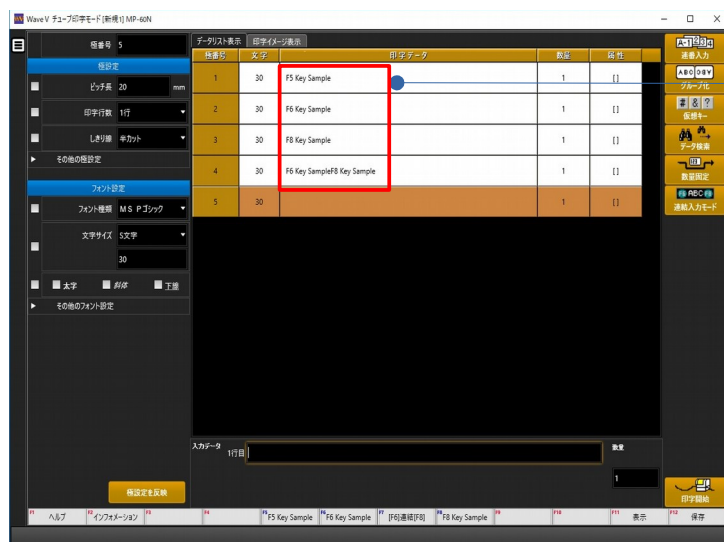 Wave V チューブ印字モード [新規1] MP-60N
極番号 5
極設定
ピッチ長 20 mm
印字行数 1行
しきり線 半カット
その他の極設定
フォント設定
フォント種類 MS Pゴシック
文字サイズ S文字
30
太字 斜体 下線
その他のフォント設定
極設定を反映
データリスト表示 印字イメージ表示
極番号 文字 印字データ 数量 属性
1 30 F5 Key Sample 1 [ ]
2 30 F6 Key Sample 1 [ ]
3 30 F8 Key Sample 1 [ ]
4 30 F6 Key SampleF8 Key Sample 1 [ ]
5 30 1 [ ]
入力データ 1行目
数量
1
A-1234
連番入力
ABC DEF
グループ化
# & ?
仮想キー
データ検索
数量固定
ABC
連結入力モード
印字開始
F1 ヘルプ F2 インフォメーション F3 F4 F5 F5 Key Sample F6 F6 Key Sample F7 [F6]連結[F8] F8 F8 Key Sample F9 F10 F11 表示 F12 保存